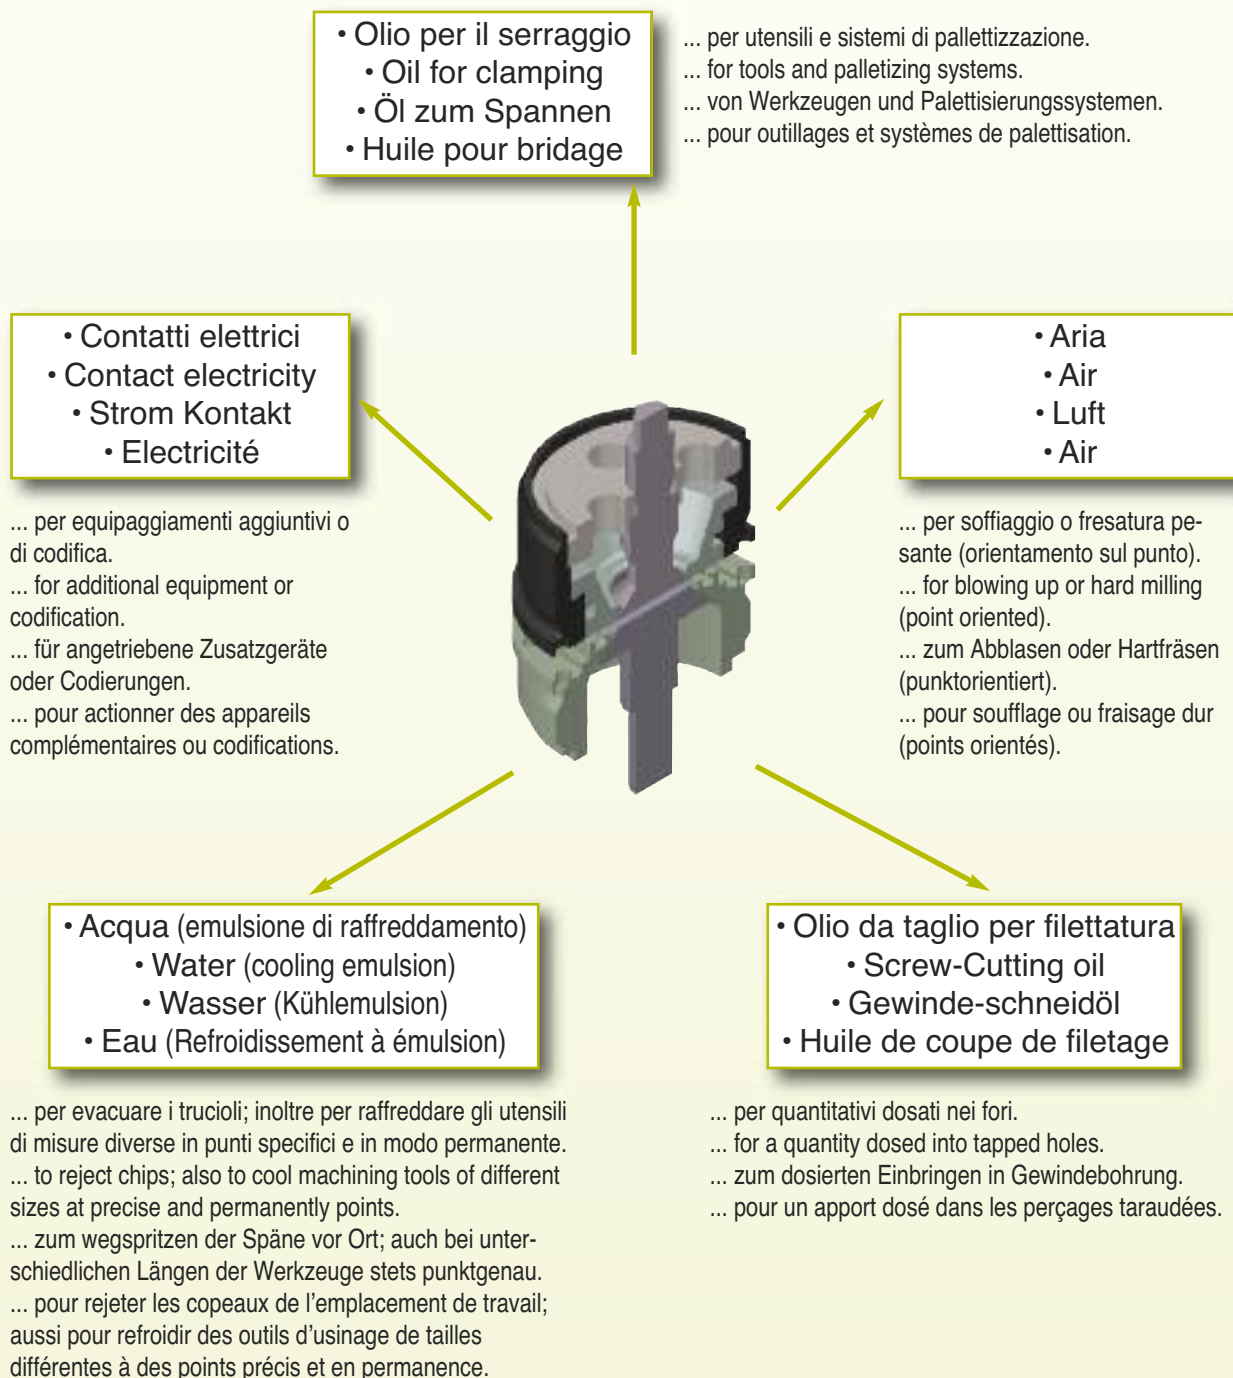 • Olio per il serraggio
• Oil for clamping
• Öl zum Spannen
• Huile pour bridage
... per utensili e sistemi di pallettizzazione.
... for tools and palletizing systems.
... von Werkzeugen und Palettisierungssystemen.
... pour outillages et systèmes de palettisation.
• Contatti elettrici
• Contact electricity
• Strom Kontakt
• Electricité
... per equipaggiamenti aggiuntivi o
di codifica.
... for additional equipment or
codification.
... für angetriebene Zusatzgeräte
oder Codierungen.
... pour actionner des appareils
complémentaires ou codifications.
• Aria
• Air
• Luft
• Air
... per soffiaggio o fresatura pe-
sante (orientamento sul punto).
... for blowing up or hard milling
(point oriented).
... zum Abblasen oder Hartfräsen
(punktorientiert).
... pour soufflage ou fraisage dur
(points orientés).
• Acqua (emulsione di raffreddamento)
• Water (cooling emulsion)
• Wasser (Kühlemulsion)
• Eau (Refroidissement à émulsion)
... per evacuare i trucioli; inoltre per raffreddare gli utensili
di misure diverse in punti specifici e in modo permanente.
... to reject chips; also to cool machining tools of different
sizes at precise and permanently points.
... zum wegspritzen der Späne vor Ort; auch bei unter-
schiedlichen Längen der Werkzeuge stets punktgenau.
... pour rejeter les copeaux de l’emplacement de travail;
aussi pour refroidir des outils d’usinage de tailles
différentes à des points précis et en permanence.
• Olio da taglio per filettatura
• Screw-Cutting oil
• Gewinde-schneidöl
• Huile de coupe de filetage
... per quantitativi dosati nei fori.
... for a quantity dosed into tapped holes.
... zum dosierten Einbringen in Gewindebohrung.
... pour un apport dosé dans les perçages taraudées.